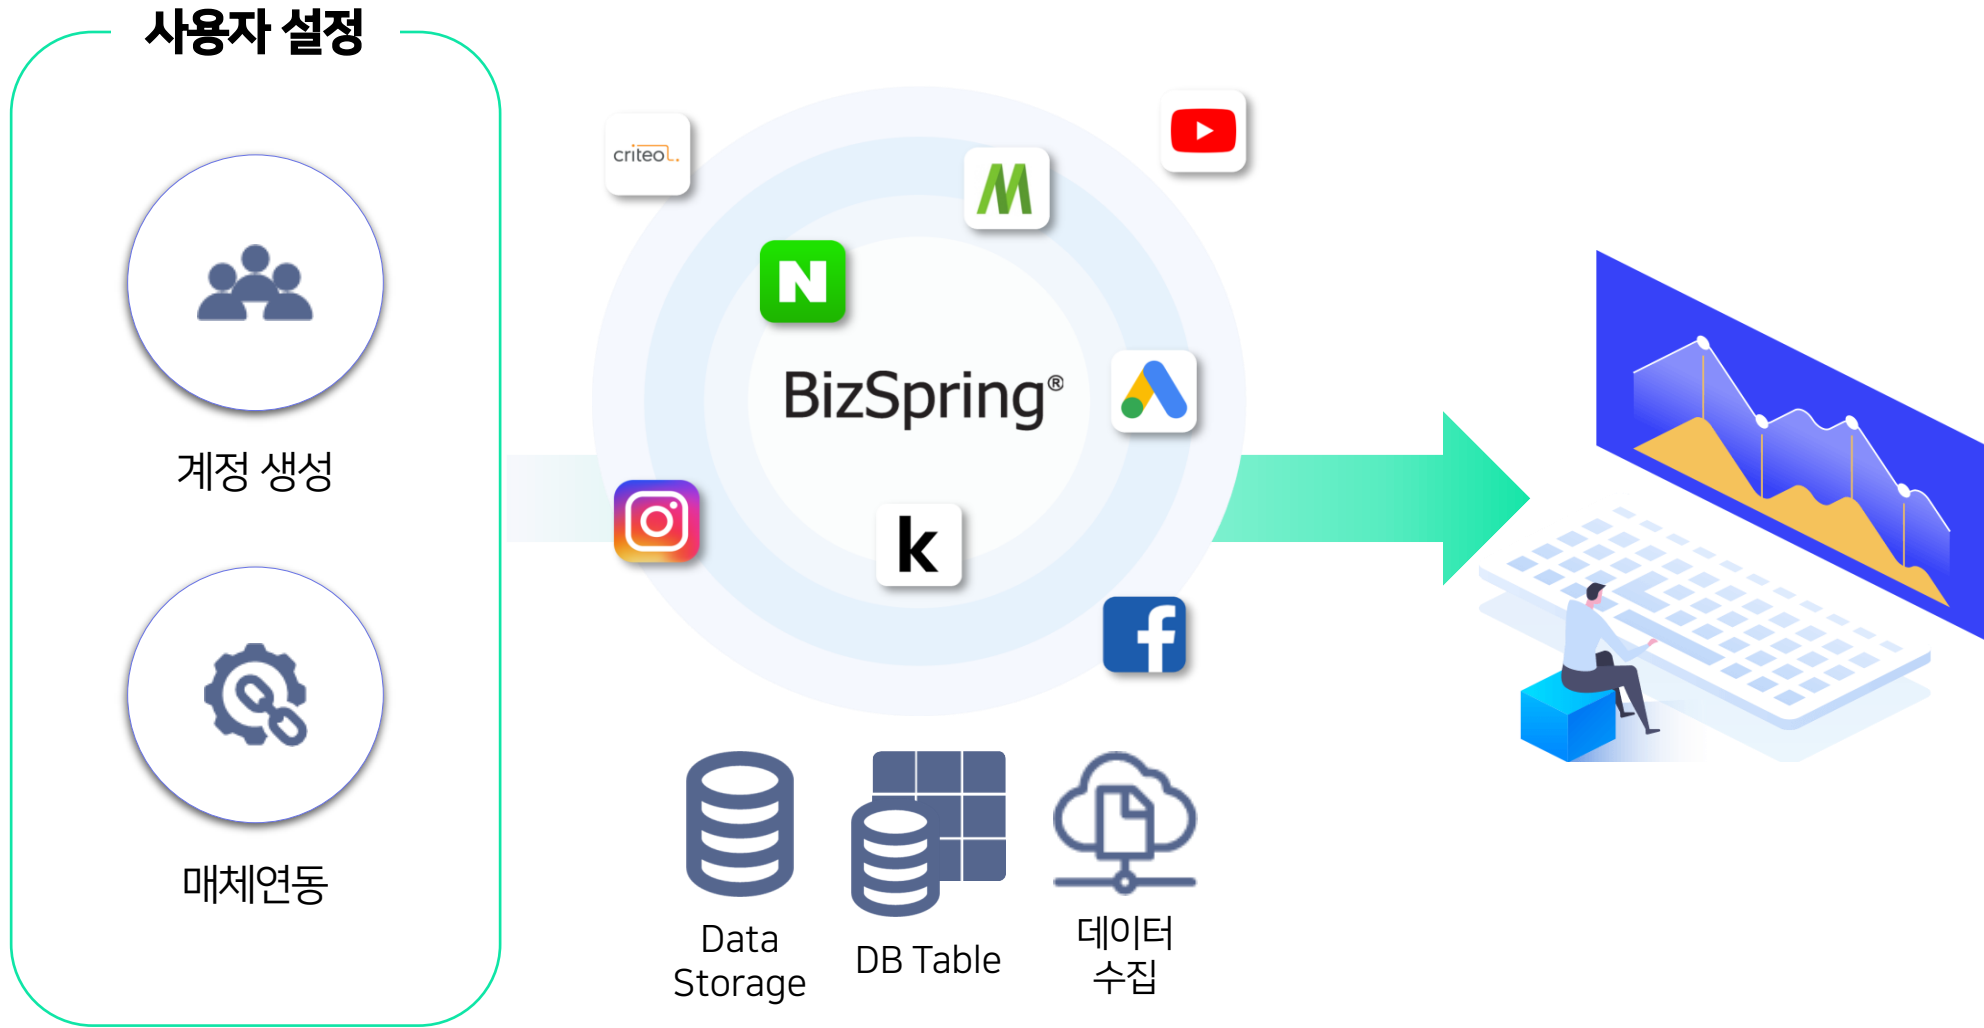 사용자 설정
계정 생성
매체연동
criteo
M
N
BizSpring®
k
f
Data
Storage
DB Table
데이터
수집